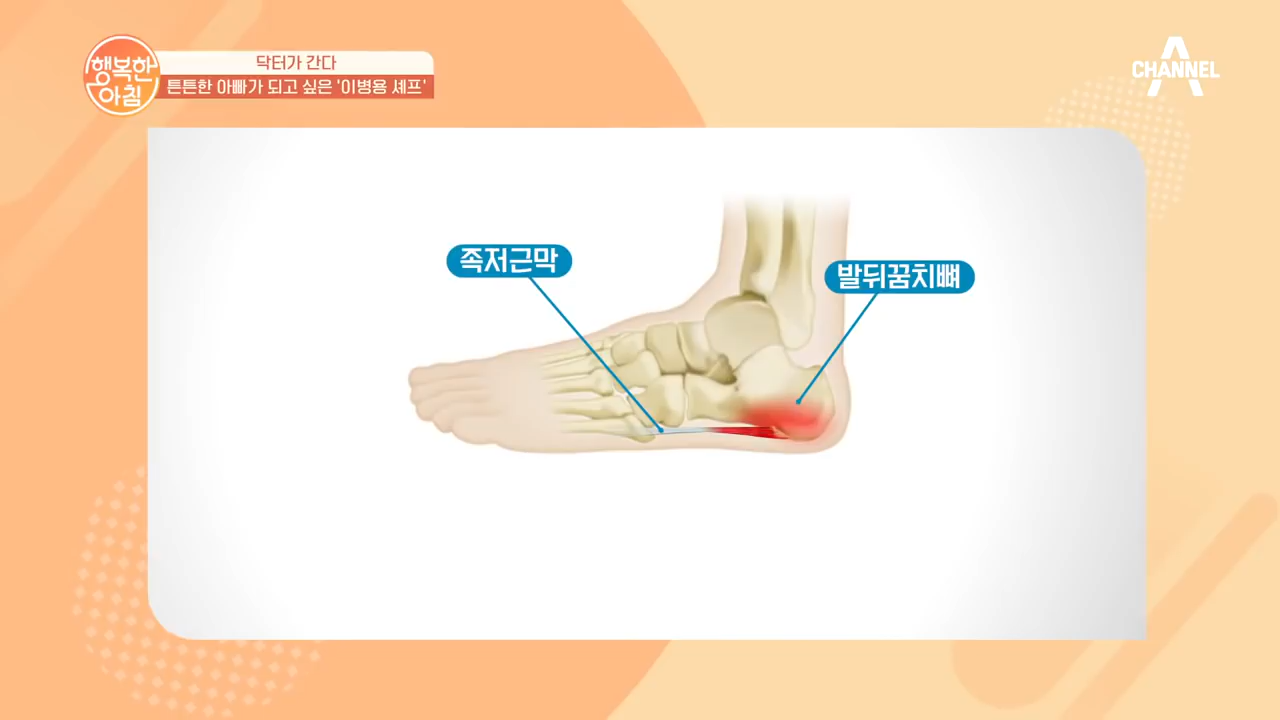 행복한
아침
닥터가 간다
튼튼한 아빠가 되고 싶은 '이병용 셰프'
CHANNEL A
족저근막
발뒤꿈치뼈